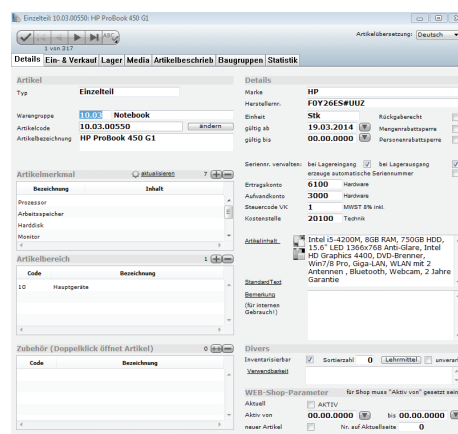 Einzelteil: 10.03.00550: HP ProBook 450 G1
Artikelübersetzung: Deutsch
ABC
1 von 317
Details Ein- & Verkauf Lager Media Artikelbeschrieb Baugruppen Statistik
Artikel
Typ Einzelteil
Warengruppe 10.03 Notebook
Artikelcode 10.03.00550 ändern
Artikelbezeichnung HP ProBook 450 G1
Artikelmerkmal aktualisieren 7
Bezeichnung Inhalt
Prozessor
Arbeitsspeicher
Harddisk
Monitor
Artikelbereich 1
Code Bezeichnung
10 Hauptgeräte
Zubehör (Doppelklick öffnet Artikel) 0
Code Bezeichnung
Details
Marke HP
Herstellernr. F0Y26ES#UUZ
Einheit Stk Rückgaberecht
gültig ab 19.03.2014 Mengenrabattsperre
gültig bis 00.00.0000 Personenrabattsperre
Seriennr. verwalten: bei Lagereingang bei Lagerausgang
erzeuge automatische Seriennummer
Ertragskonto 6100 Hardware
Aufwandkonto 3000 Hardware
Steuercode VK 1 MWST 8% inkl.
Kostenstelle 20100 Technik
Artikelinhalt Intel i5-4200M, 8GB RAM, 750GB HDD,
15.6" LED 1366x768 Anti-Glare, Intel
HD Graphics 4400, DVD-Brenner,
Win7/8 Pro, Giga-LAN, WLAN mit 2
Antennen , Bluetooth, Webcam, 2 Jahre
Garantie
StandardText
Bemerkung
(für internen
Gebrauch!)
Divers
Inventarisierbar Sortierzahl 0 Lehrmittel unverar
Verwendbarkeit
WEB-Shop-Parameter für Shop muss "Aktiv von" gesetzt sein
Aktuell AKTIV
Aktiv von 00.00.0000 bis 00.00.0000
neuer Artikel Nr. auf Aktuellseite 0